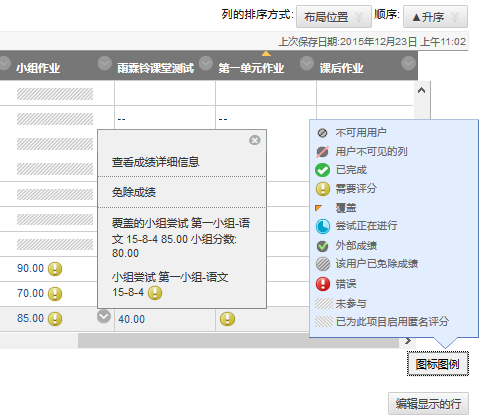 列的排序方式: 布局位置 顺序: ▲升序
上次保存日期:2015年12月23日 上午11:02
小组作业 雨霖铃课堂测试 第一单元作业 课后作业
-- --
查看成绩详细信息
免除成绩
覆盖的小组尝试 第一小组-语
文 15-8-4 85.00 小组分数:
80.00
小组尝试 第一小组-语文
15-8-4
90.00
70.00
85.00 40.00
不可用用户
用户不可见的列
已完成
需要评分
覆盖
尝试正在进行
外部成绩
该用户已免除成绩
错误
未参与
已为此项目启用匿名评分
图标图例
编辑显示的行